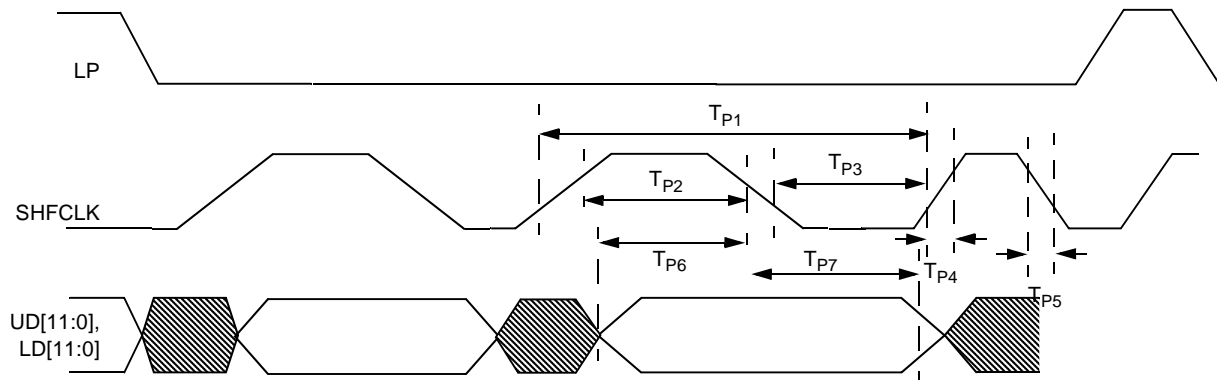 LP
TP1
TP3
TP2
SHFCLK
TP6
TP7
TP4
TP5
UD[11:0],
LD[11:0]